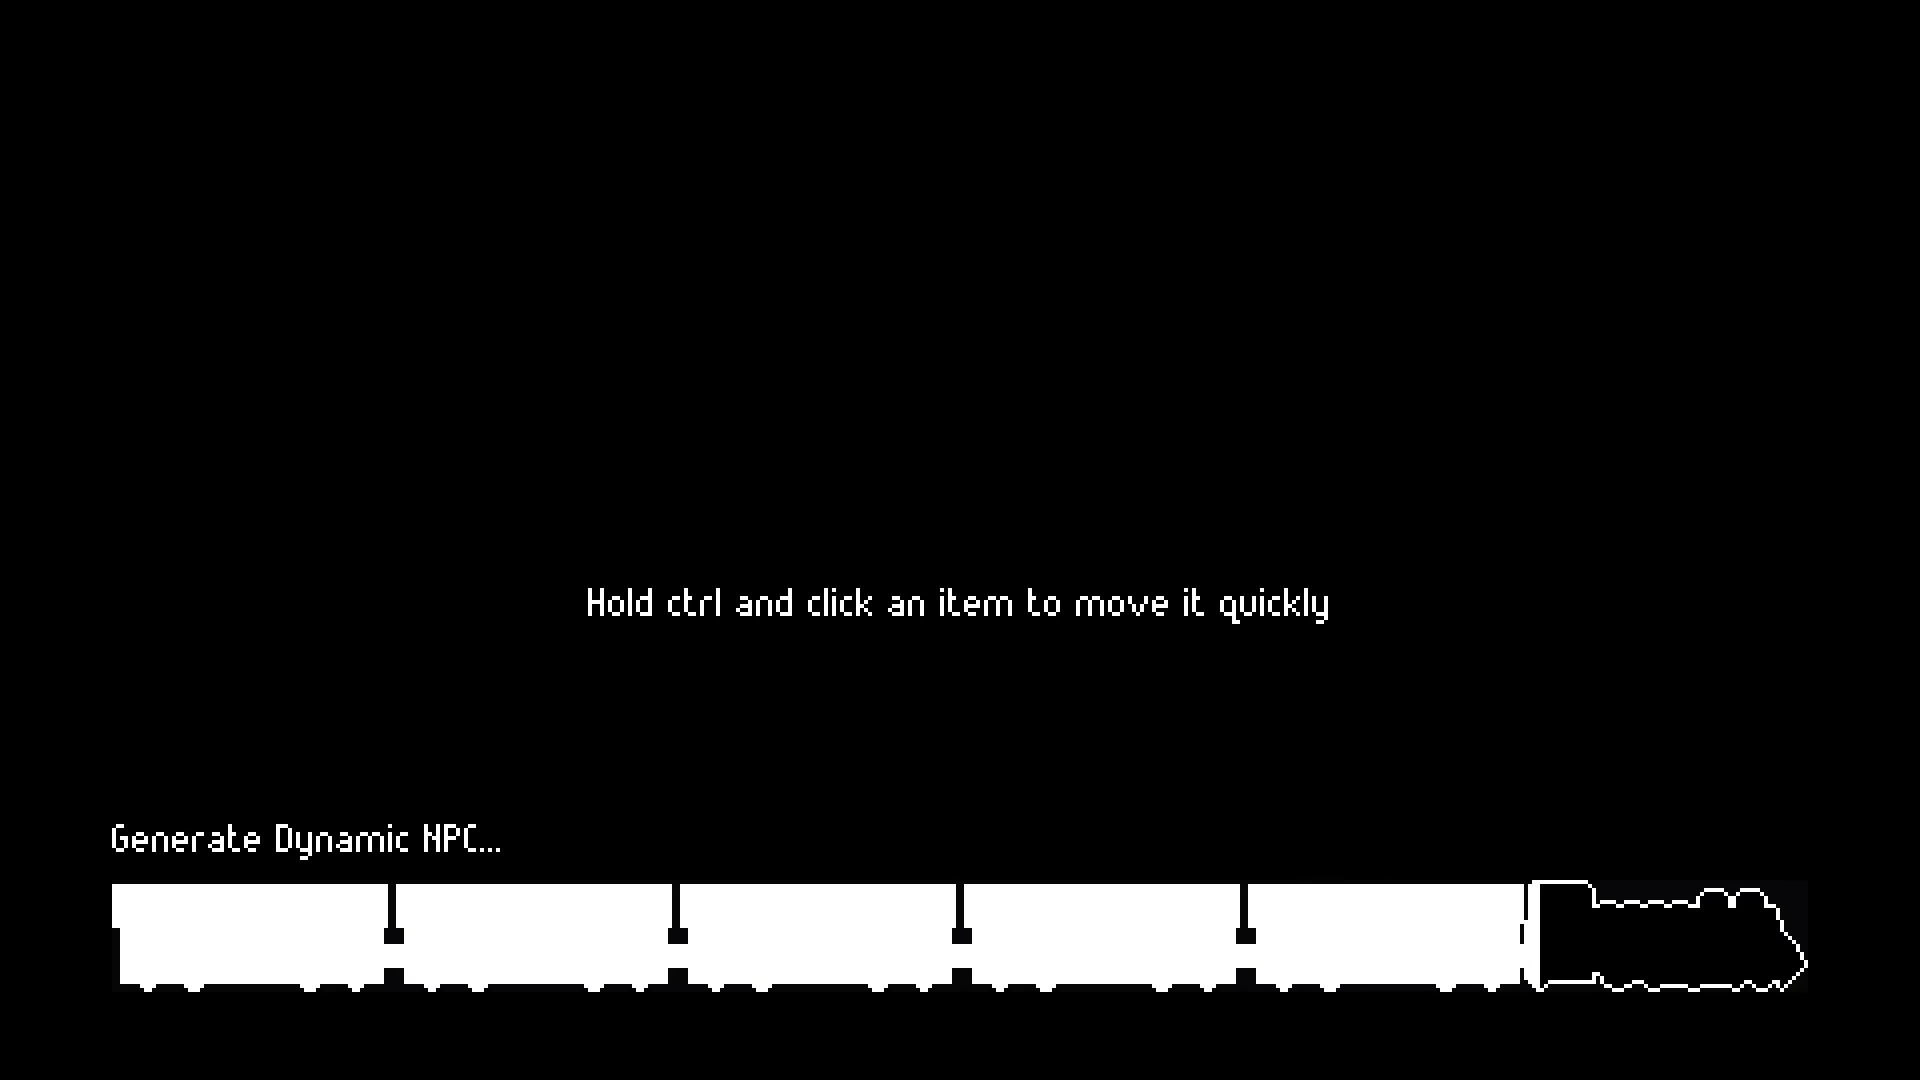 Hold ctrl and click an item to move it quickly
Generate Dynamic NPC...